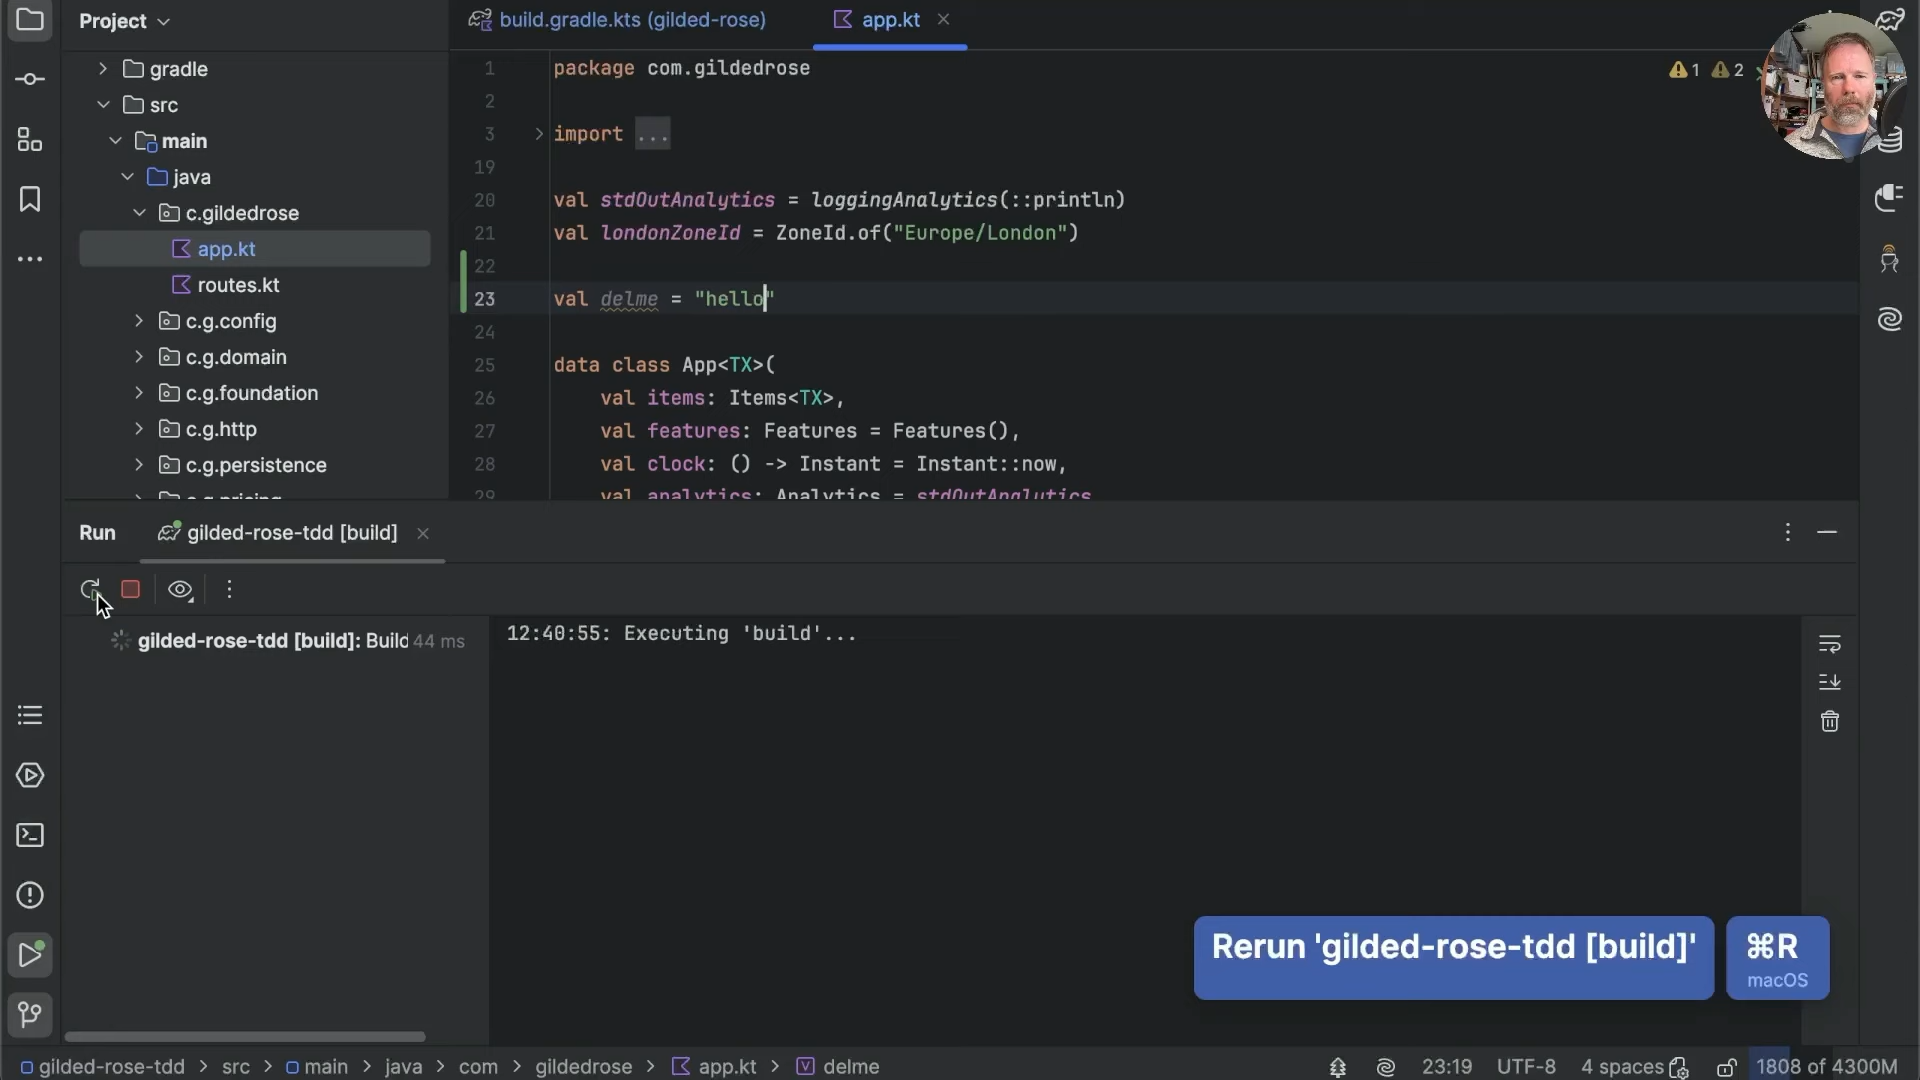 Project
build.gradle.kts (gilded-rose)
app.kt
gradle
src
main
java
c.gildedrose
app.kt
routes.kt
c.g.config
c.g.domain
c.g.foundation
c.g.http
c.g.persistence
c.g.pricing
1 package com.gildedrose
2
3 import ...
19
20 val stdOutAnalytics = loggingAnalytics(::println)
21 val londonZoneId = ZoneId.of("Europe/London")
22
23 val delme = "hello"
24
25 data class App<TX>(
26 val items: Items<TX>,
27 val features: Features = Features(),
28 val clock: () -> Instant = Instant::now,
29 val analytics: Analytics = stdOutAnalytics
1 2
Run
gilded-rose-tdd [build]
gilded-rose-tdd [build]: Build 44 ms
12:40:55: Executing 'build'...
Rerun 'gilded-rose-tdd [build]'
⌘R
macOS
gilded-rose-tdd > src > main > java > com > gildedrose > app.kt > delme
23:19 UTF-8 4 spaces 1808 of 4300M